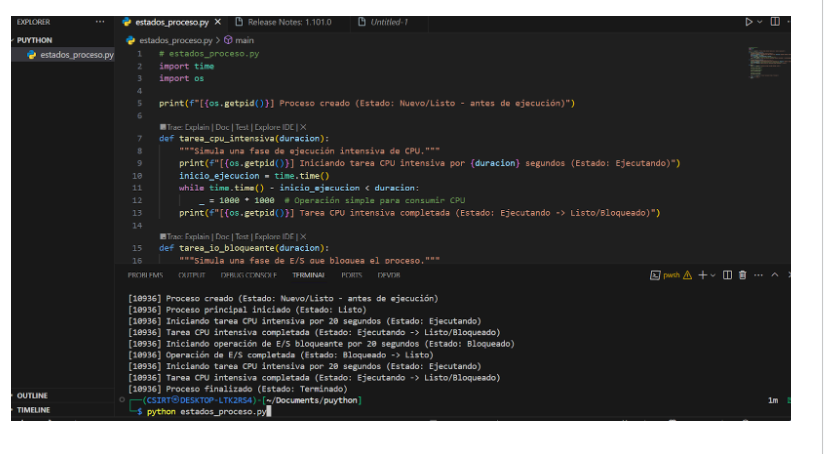 EXPLORER ··· estados_proceso.py × Release Notes: 1.101.0 Untitled-1
PUYTHON
estados_proceso.py
estados_proceso.py > main
1 # estados_proceso.py
2 import time
3 import os
4
5 print(f"[{os.getpid()}] Proceso creado (Estado: Nuevo/Listo - antes de ejecución)")
6
Trae: Explain | Doc | Test | Explore IDE | ×
7 def tarea_cpu_intensiva(duracion):
8 """Simula una fase de ejecución intensiva de CPU."""
9 print(f"[{os.getpid()}] Iniciando tarea CPU intensiva por {duracion} segundos (Estado: Ejecutando)")
10 inicio_ejecucion = time.time()
11 while time.time() - inicio_ejecucion < duracion:
12 _ = 1000 * 1000 # Operación simple para consumir CPU
13 print(f"[{os.getpid()}] Tarea CPU intensiva completada (Estado: Ejecutando -> Listo/Bloqueado)")
14
Trae: Explain | Doc | Test | Explore IDE | ×
15 def tarea_io_bloqueante(duracion):
16 """Simula una fase de E/S que bloquea el proceso."""
PROBLEMS OUTPUT DEBUG CONSOLE TERMINAL PORTS DEVDB pwsh
[10936] Proceso creado (Estado: Nuevo/Listo - antes de ejecución)
[10936] Proceso principal iniciado (Estado: Listo)
[10936] Iniciando tarea CPU intensiva por 20 segundos (Estado: Ejecutando)
[10936] Tarea CPU intensiva completada (Estado: Ejecutando -> Listo/Bloqueado)
[10936] Iniciando operación de E/S bloqueante por 20 segundos (Estado: Bloqueado)
[10936] Operación de E/S completada (Estado: Bloqueado -> Listo)
[10936] Iniciando tarea CPU intensiva por 20 segundos (Estado: Ejecutando)
[10936] Tarea CPU intensiva completada (Estado: Ejecutando -> Listo/Bloqueado)
[10936] Proceso finalizado (Estado: Terminado)
(CSIRT㉿DESKTOP-LTK2RS4)-[~/Documents/puython] 1m
$ python estados_proceso.py
OUTLINE
TIMELINE